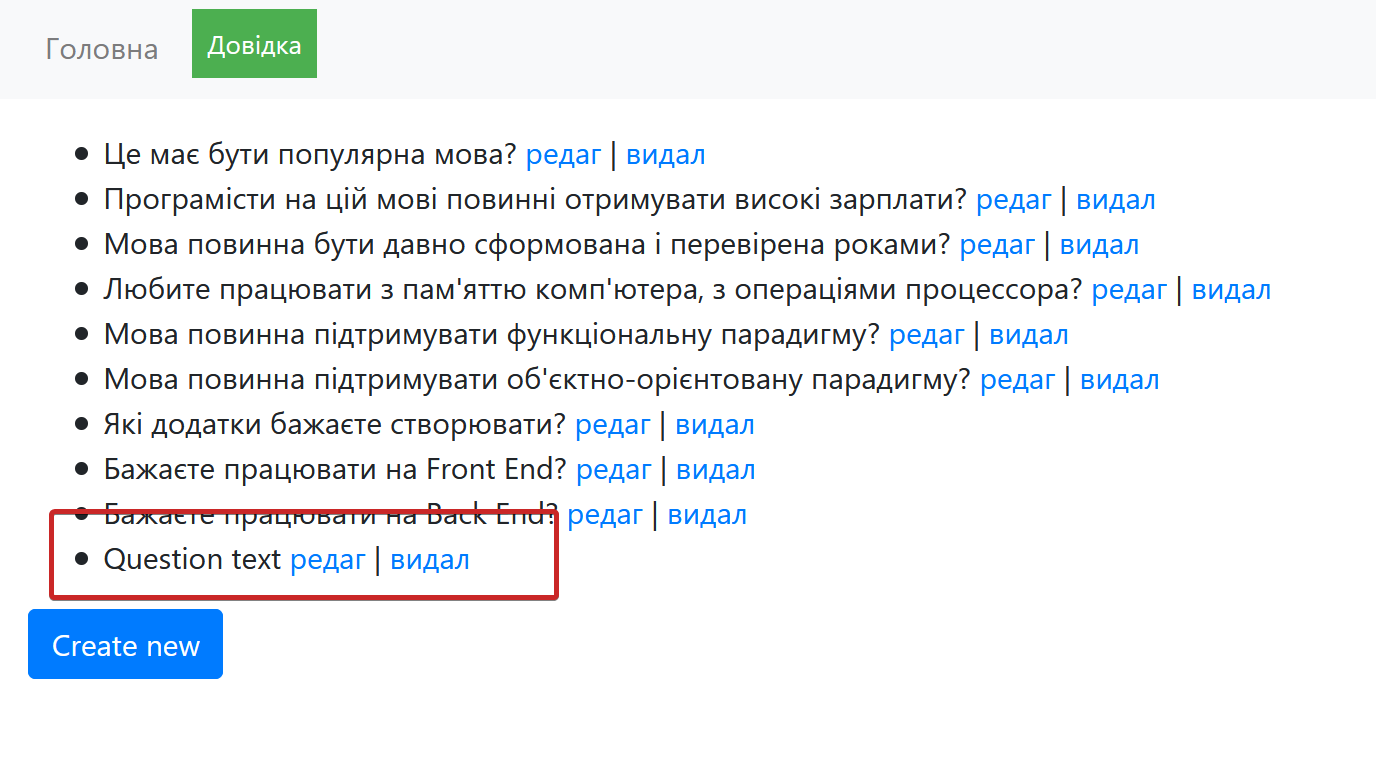 Головна Довідка
Це має бути популярна мова? редаг | видал
Програмісти на цій мові повинні отримувати високі зарплати? редаг | видал
Мова повинна бути давно сформована і перевірена роками? редаг | видал
Любите працювати з пам'яттю комп'ютера, з операціями процессора? редаг | видал
Мова повинна підтримувати функціональну парадигму? редаг | видал
Мова повинна підтримувати об'єктно-орієнтовану парадигму? редаг | видал
Які додатки бажаєте створювати? редаг | видал
Бажаєте працювати на Front End? редаг | видал
Бажаєте працювати на Back End? редаг | видал
Question text редаг | видал
Create new